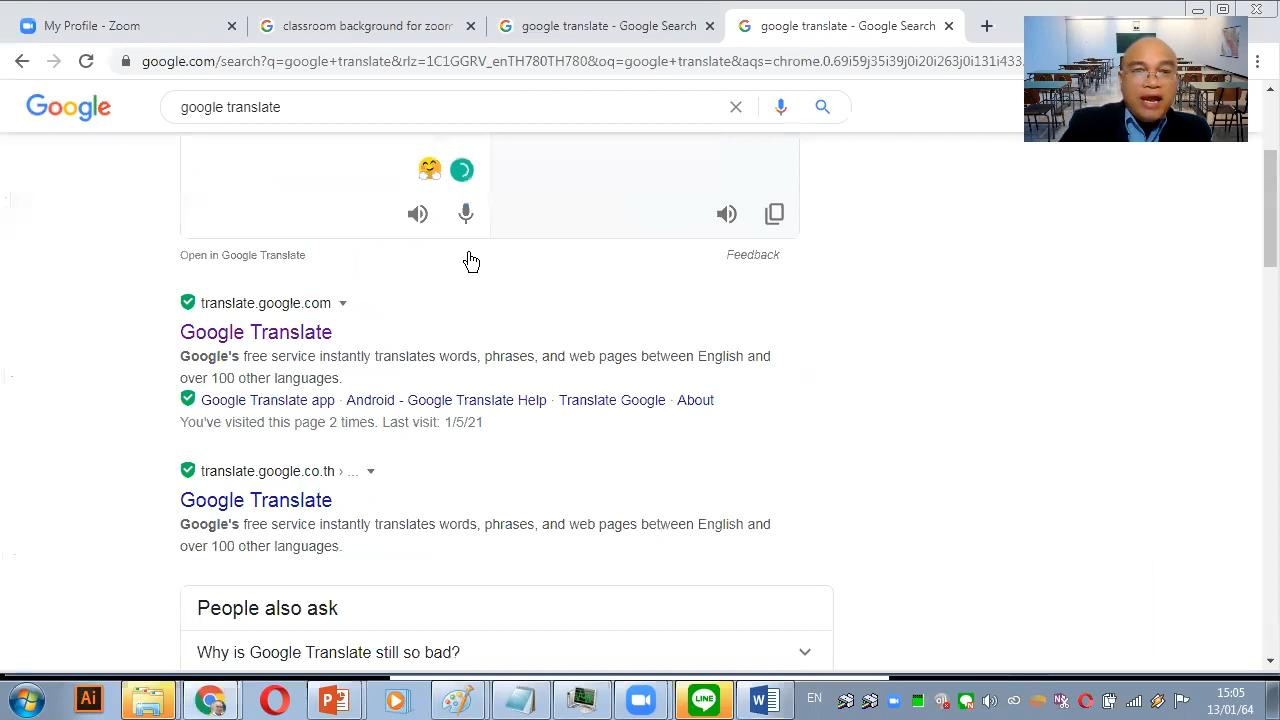 My Profile - Zoom
classroom background for zoom
google translate - Google Search
google translate - Google Search
google.com/search?q=google+translate&rlz=1C1GGRV_enTH780TH780&oq=google+translate&aqs=chrome.0.69i59j35i39j0i20i263j0i131i433
Google
google translate
Open in Google Translate
Feedback
translate.google.com
Google Translate
Google's free service instantly translates words, phrases, and web pages between English and
over 100 other languages.
Google Translate app · Android - Google Translate Help · Translate Google · About
You've visited this page 2 times. Last visit: 1/5/21
translate.google.co.th › ...
Google Translate
Google's free service instantly translates words, phrases, and web pages between English and
over 100 other languages.
People also ask
Why is Google Translate still so bad?
Ai
LINE
EN
15:05
13/01/64